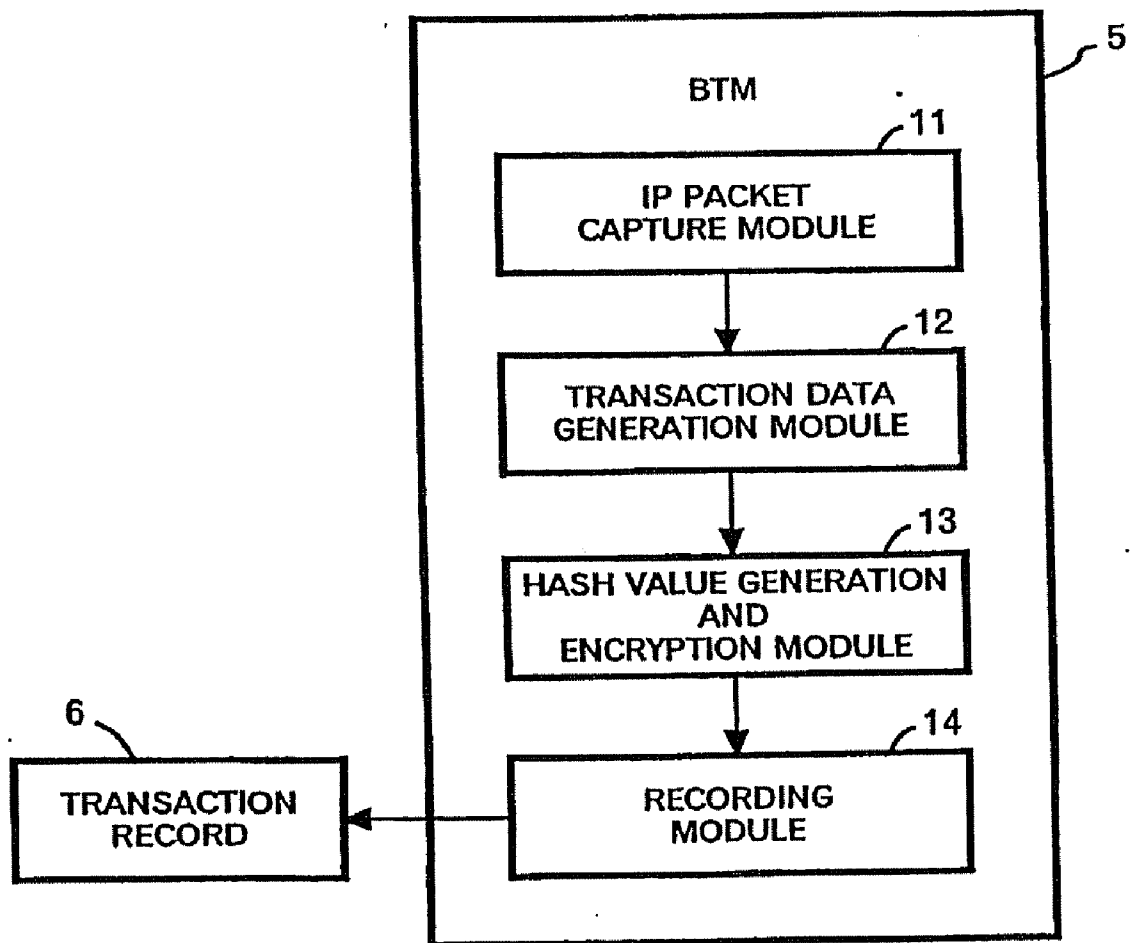 5
BTM
11
IP PACKET
CAPTURE MODULE
12
TRANSACTION DATA
GENERATION MODULE
13
HASH VALUE GENERATION
AND
ENCRYPTION MODULE
6
14
TRANSACTION
RECORD
RECORDING
MODULE